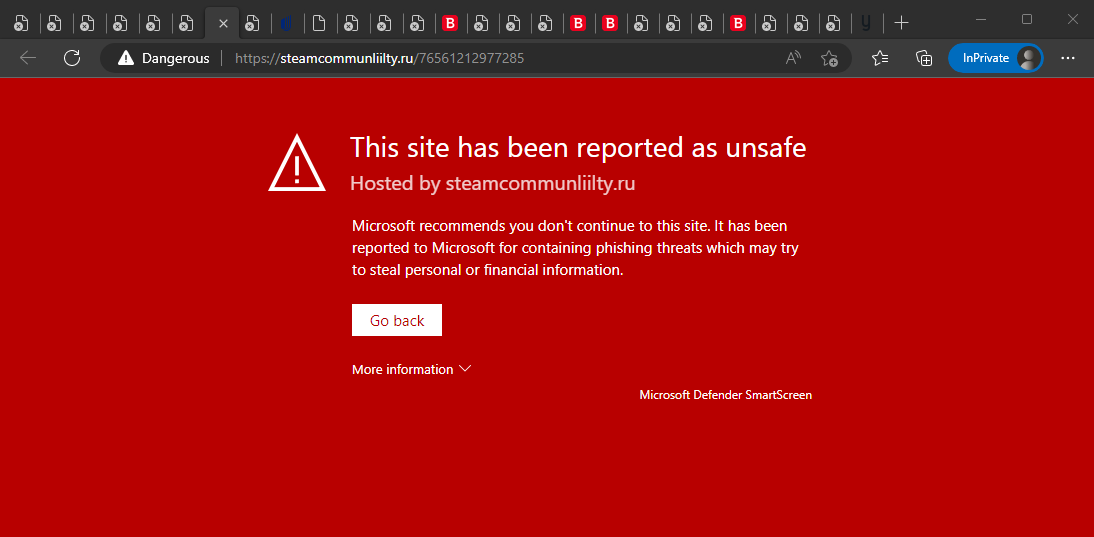 B B B B
Dangerous https://steamcommunliilty.ru/76561212977285 InPrivate
This site has been reported as unsafe
Hosted by steamcommunliilty.ru
Microsoft recommends you don't continue to this site. It has been
reported to Microsoft for containing phishing threats which may try
to steal personal or financial information.
Go back
More information
Microsoft Defender SmartScreen